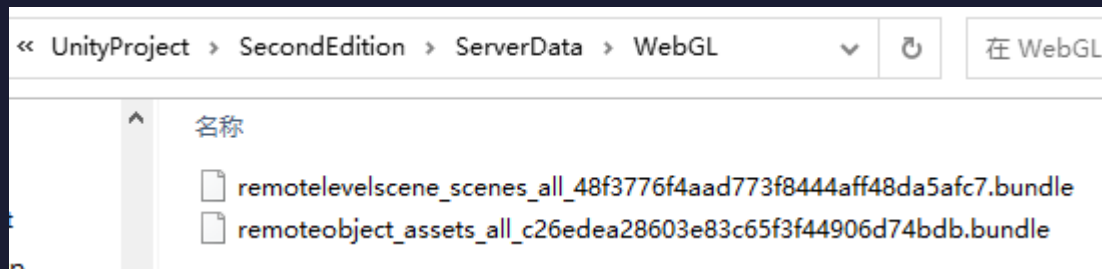 « UnityProject › SecondEdition › ServerData › WebGL
在 WebGL
名称
remotelevelscene_scenes_all_48f3776f4aad773f8444aff48da5afc7.bundle
remoteobject_assets_all_c26edea28603e83c65f3f44906d74bdb.bundle